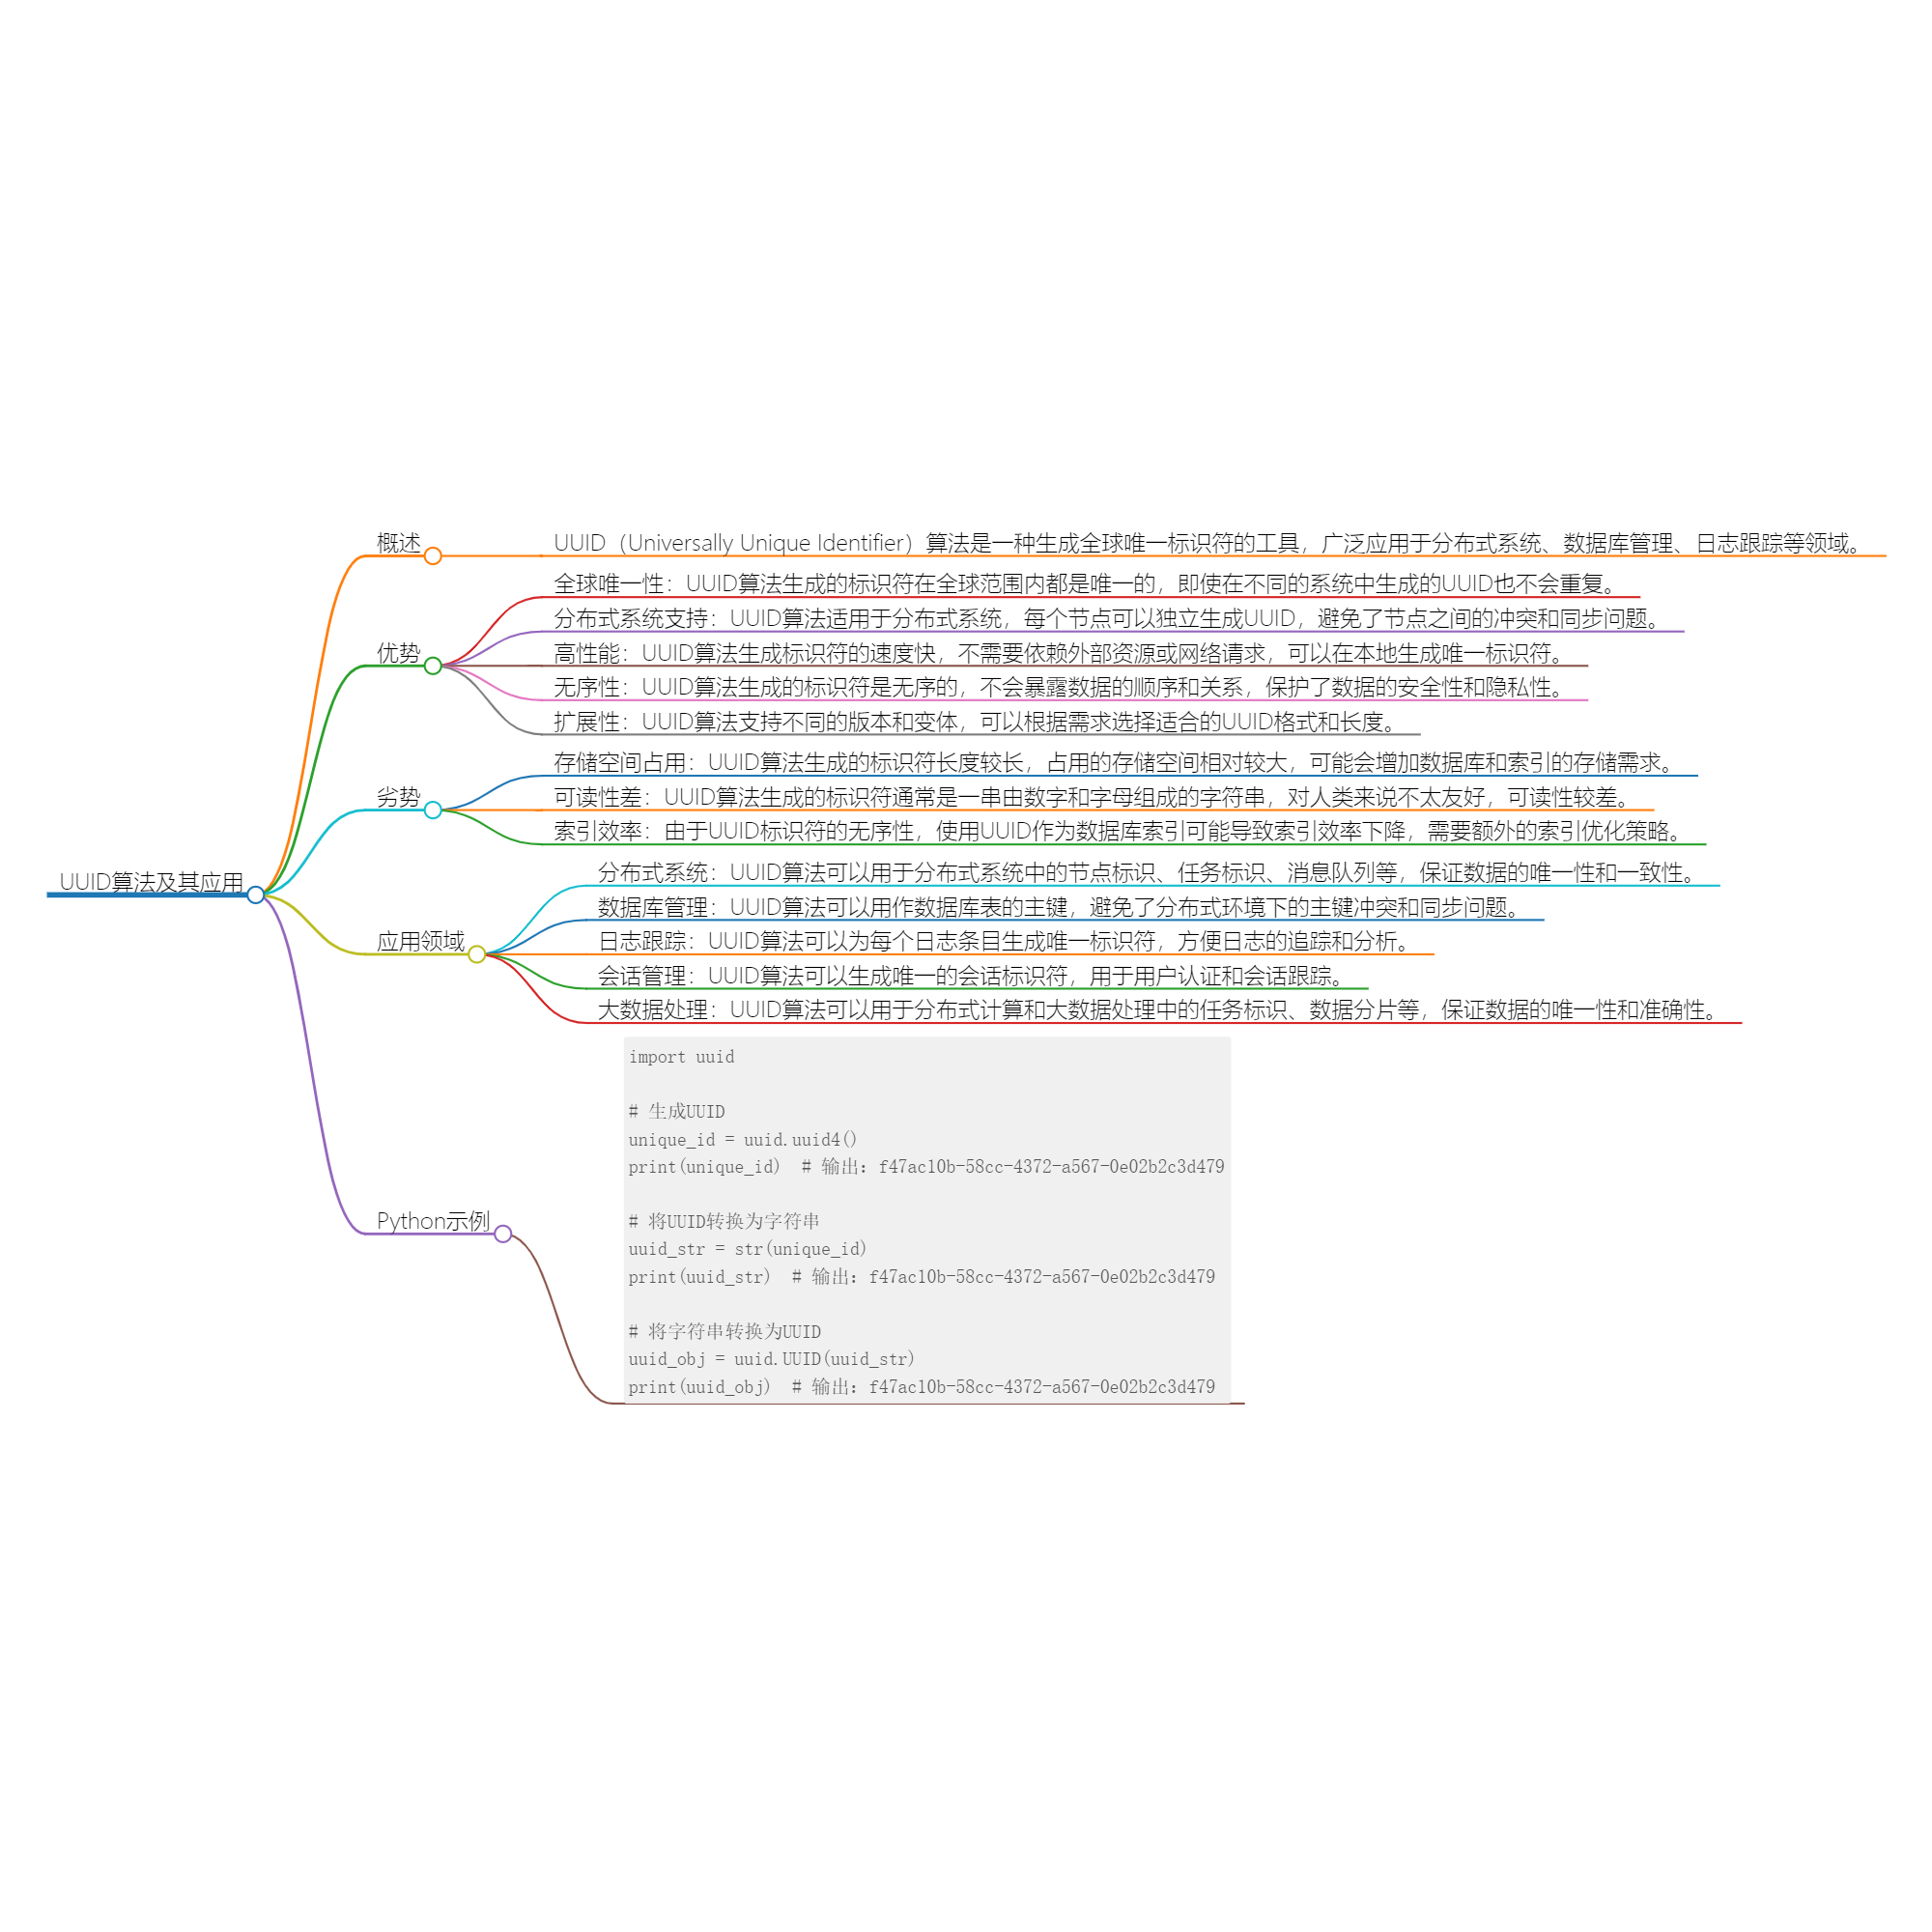 UUID算法及其应用
概述
UUID（Universally Unique Identifier）算法是一种生成全球唯一标识符的工具，广泛应用于分布式系统、数据库管理、日志跟踪等领域。
优势
全球唯一性：UUID算法生成的标识符在全球范围内都是唯一的，即使在不同的系统中生成的UUID也不会重复。
分布式系统支持：UUID算法适用于分布式系统，每个节点可以独立生成UUID，避免了节点之间的冲突和同步问题。
高性能：UUID算法生成标识符的速度快，不需要依赖外部资源或网络请求，可以在本地生成唯一标识符。
无序性：UUID算法生成的标识符是无序的，不会暴露数据的顺序和关系，保护了数据的安全性和隐私性。
扩展性：UUID算法支持不同的版本和变体，可以根据需求选择适合的UUID格式和长度。
劣势
存储空间占用：UUID算法生成的标识符长度较长，占用的存储空间相对较大，可能会增加数据库和索引的存储需求。
可读性差：UUID算法生成的标识符通常是一串由数字和字母组成的字符串，对人类来说不太友好，可读性较差。
索引效率：由于UUID标识符的无序性，使用UUID作为数据库索引可能导致索引效率下降，需要额外的索引优化策略。
应用领域
分布式系统：UUID算法可以用于分布式系统中的节点标识、任务标识、消息队列等，保证数据的唯一性和一致性。
数据库管理：UUID算法可以用作数据库表的主键，避免了分布式环境下的主键冲突和同步问题。
日志跟踪：UUID算法可以为每个日志条目生成唯一标识符，方便日志的追踪和分析。
会话管理：UUID算法可以生成唯一的会话标识符，用于用户认证和会话跟踪。
大数据处理：UUID算法可以用于分布式计算和大数据处理中的任务标识、数据分片等，保证数据的唯一性和准确性。
Python示例
import uuid
# 生成UUID
unique_id = uuid.uuid4()
print(unique_id)  # 输出：f47ac10b-58cc-4372-a567-0e02b2c3d479
# 将UUID转换为字符串
uuid_str = str(unique_id)
print(uuid_str)  # 输出：f47ac10b-58cc-4372-a567-0e02b2c3d479
# 将字符串转换为UUID
uuid_obj = uuid.UUID(uuid_str)
print(uuid_obj)  # 输出：f47ac10b-58cc-4372-a567-0e02b2c3d479